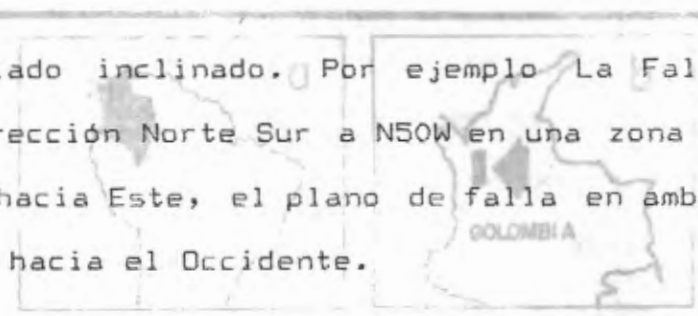 lado inclinado. Por ejemplo La Fal
rección Norte Sur a N50W en una zona
hacia Este, el plano de falla en amb
COLOMBIA
hacia el Occidente.